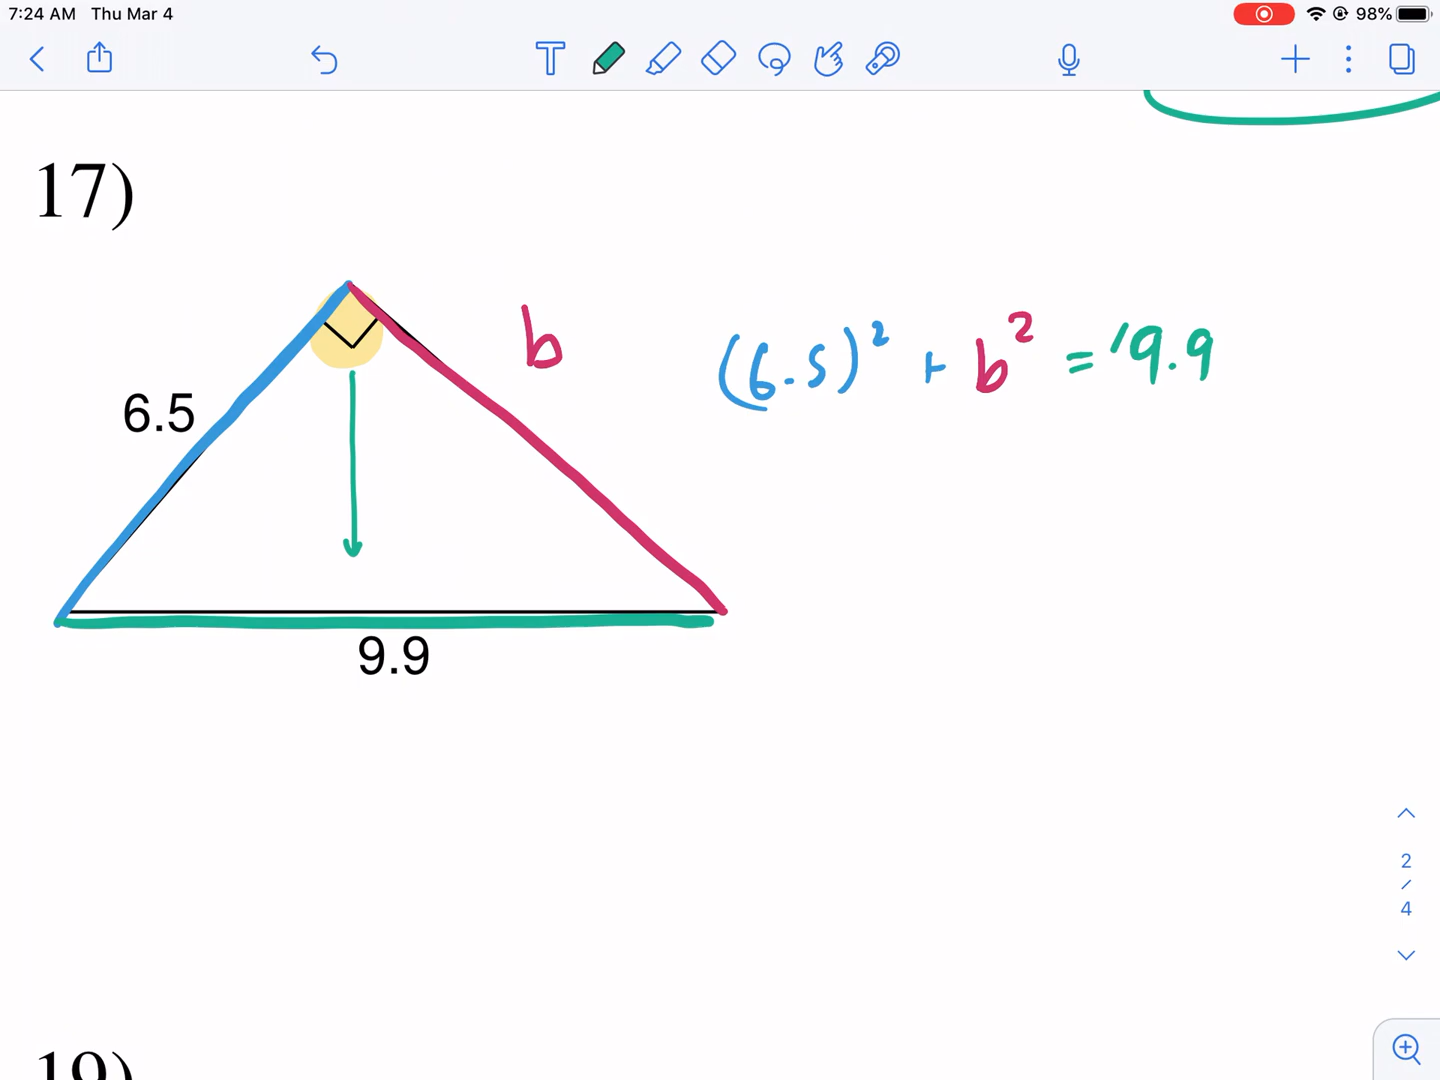 7:24 AM Thu Mar 4
98%
T
17)
b
(6.5)² + b² = 9.9
6.5
9.9
2
/
4
19)